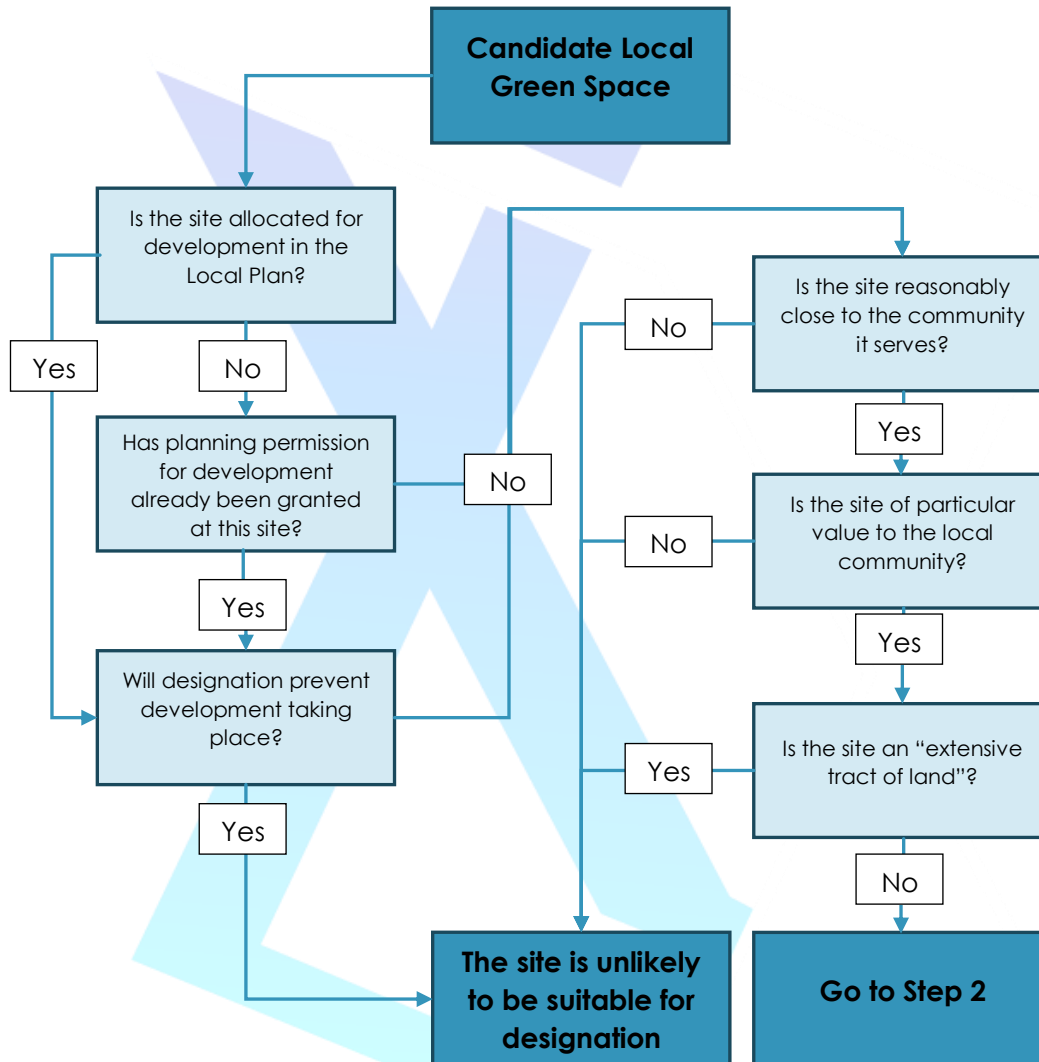 Candidate Local
Green Space
Is the site allocated for
development in the
Local Plan?
Yes
No
Has planning permission
for development
already been granted
at this site?
No
Yes
Will designation prevent
development taking
place?
Yes
Is the site reasonably
close to the community
it serves?
No
Yes
Is the site of particular
value to the local
community?
No
Yes
Is the site an “extensive
tract of land”?
Yes
No
The site is unlikely
to be suitable for
designation
Go to Step 2